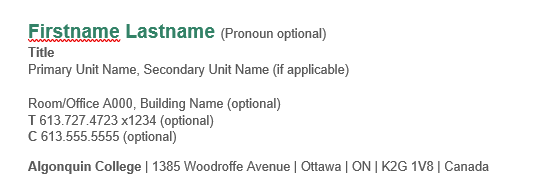 Firstname Lastname (Pronoun optional)
Title
Primary Unit Name, Secondary Unit Name (if applicable)
Room/Office A000, Building Name (optional)
T 613.727.4723 x1234 (optional)
C 613.555.5555 (optional)
Algonquin College | 1385 Woodroffe Avenue | Ottawa | ON | K2G 1V8 | Canada